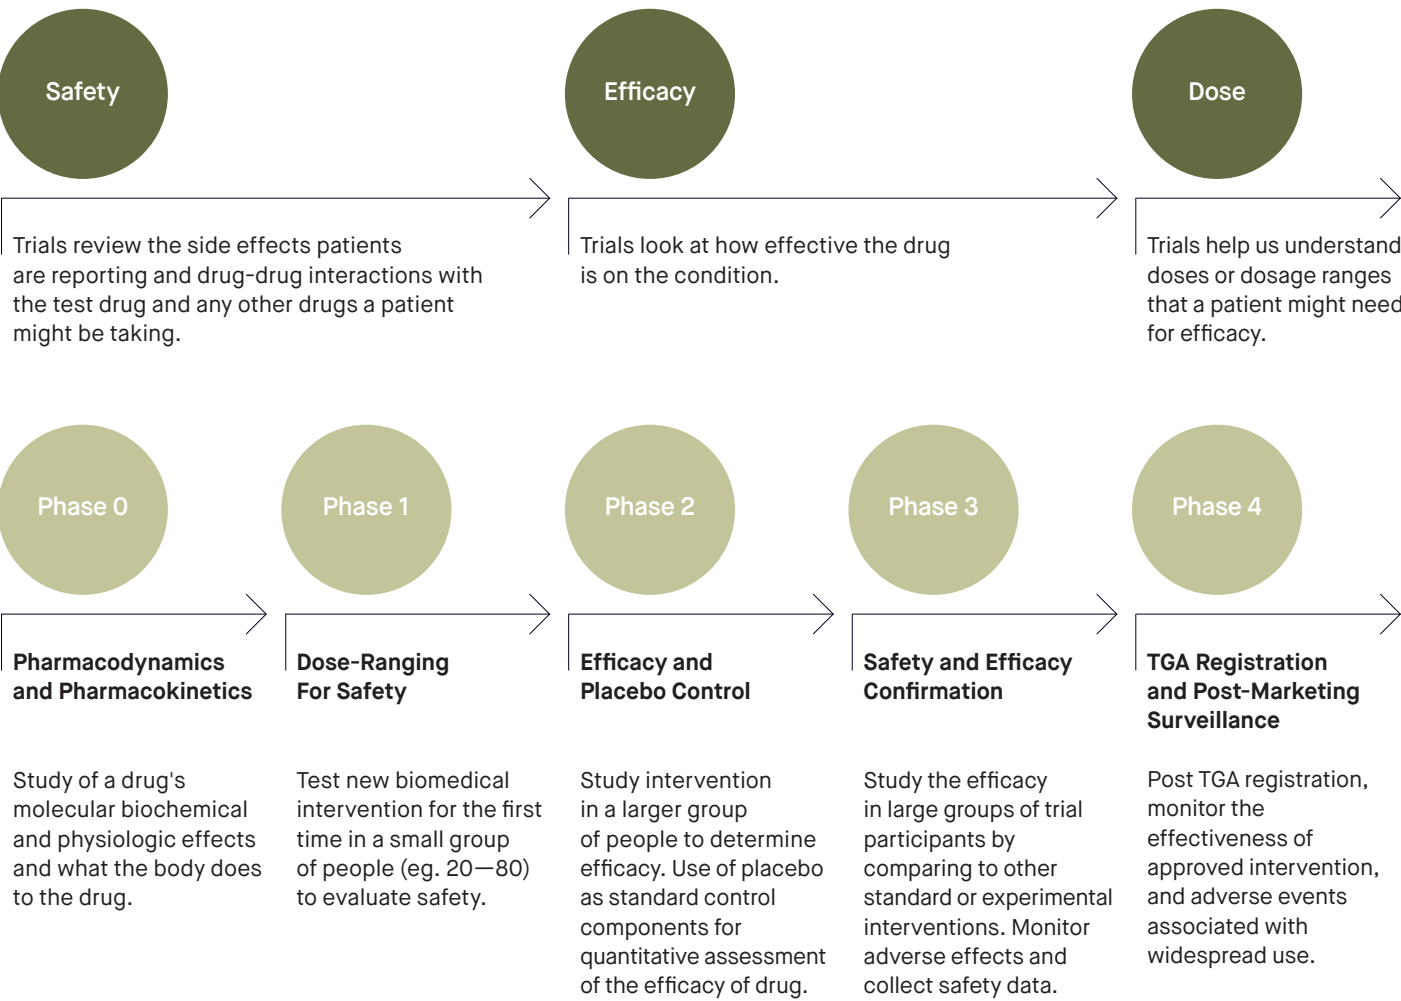 Safety
Trials review the side effects patients
are reporting and drug-drug interactions with
the test drug and any other drugs a patient
might be taking.
Efficacy
Trials look at how effective the drug
is on the condition.
Dose
Trials help us understand
doses or dosage ranges
that a patient might need
for efficacy.
Phase 0
Pharmacodynamics
and Pharmacokinetics
Study of a drug's
molecular biochemical
and physiologic effects
and what the body does
to the drug.
Phase 1
Dose-Ranging
For Safety
Test new biomedical
intervention for the first
time in a small group
of people (eg. 20—80)
to evaluate safety.
Phase 2
Efficacy and
Placebo Control
Study intervention
in a larger group
of people to determine
efficacy. Use of placebo
as standard control
components for
quantitative assessment
of the efficacy of drug.
Phase 3
Safety and Efficacy
Confirmation
Study the efficacy
in large groups of trial
participants by
comparing to other
standard or experimental
interventions. Monitor
adverse effects and
collect safety data.
Phase 4
TGA Registration
and Post-Marketing
Surveillance
Post TGA registration,
monitor the
effectiveness of
approved intervention,
and adverse events
associated with
widespread use.